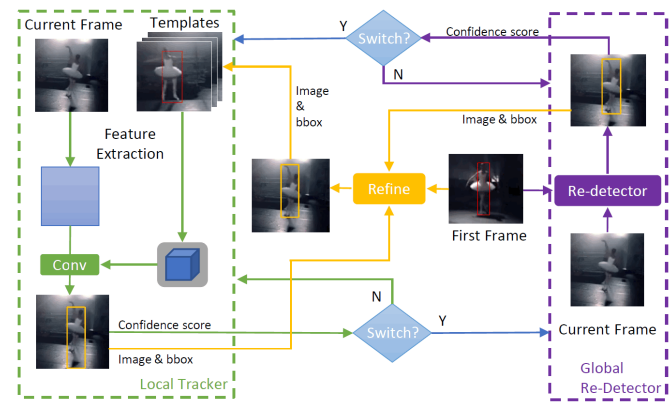 Current Frame
Templates
Y
Switch?
Confidence score
N
Image
&
bbox
Image & bbox
Feature
Extraction
Refine
Re-detector
First Frame
Conv
N
Confidence score
Switch?
Y
Current Frame
Image & bbox
Local Tracker
Global
Re-Detector